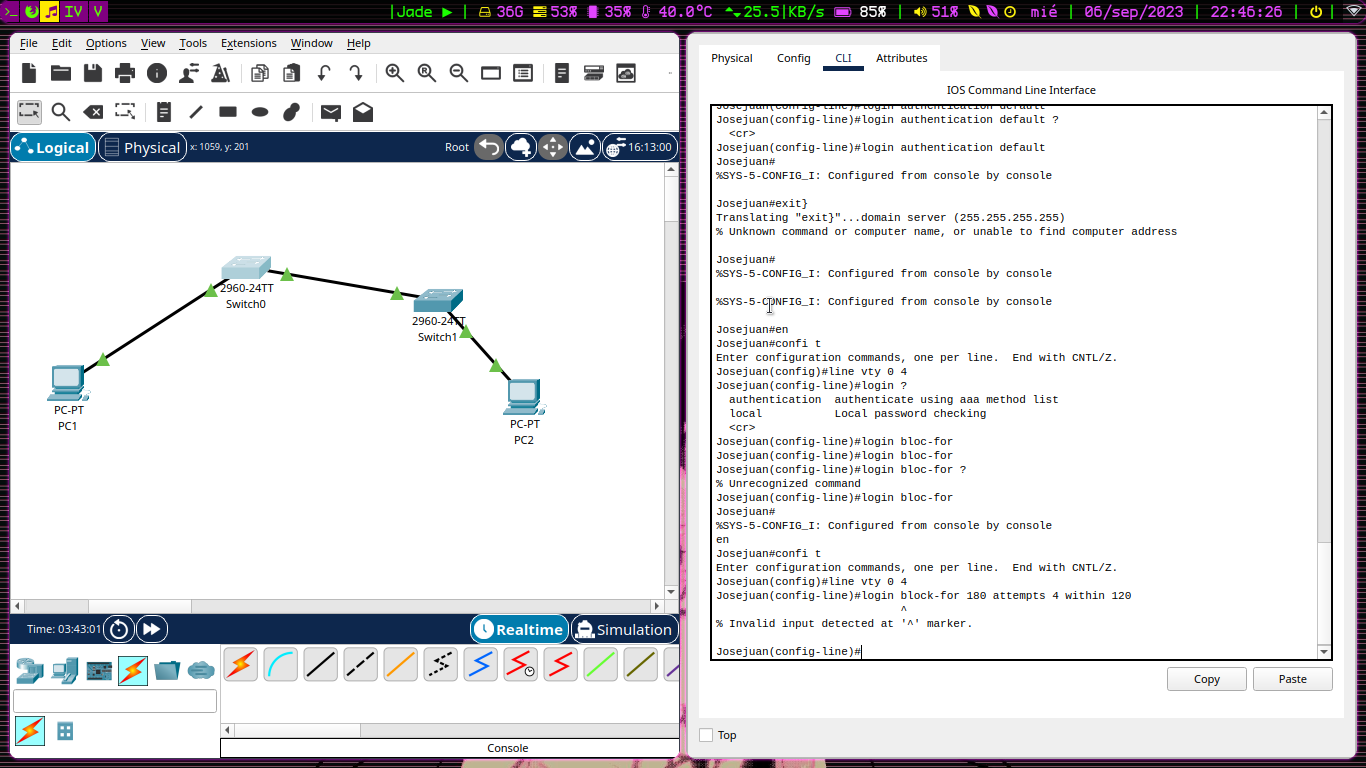 IV V |Jade ▶ | 36G 53% 35% 40.0°C 25.5|KB/s 85% 51% mié | 06/sep/2023 | 22:46:26 |
File Edit Options View Tools Extensions Window Help
Logical Physical x: 1059, y: 201 Root 16:13:00
2960-24TT
Switch0
2960-24TT
Switch1
PC-PT
PC1
PC-PT
PC2
Time: 03:43:01 Realtime Simulation
Console
Physical Config CLI Attributes
IOS Command Line Interface
Josejuan(config-line)#login authentication default
Josejuan(config-line)#login authentication default ?
<cr>
Josejuan(config-line)#login authentication default
Josejuan#
%SYS-5-CONFIG_I: Configured from console by console
Josejuan#exit}
Translating "exit}"...domain server (255.255.255.255)
% Unknown command or computer name, or unable to find computer address
Josejuan#
%SYS-5-CONFIG_I: Configured from console by console
%SYS-5-CONFIG_I: Configured from console by console
Josejuan#en
Josejuan#confi t
Enter configuration commands, one per line.  End with CNTL/Z.
Josejuan(config)#line vty 0 4
Josejuan(config-line)#login ?
authentication  authenticate using aaa method list
local           Local password checking
<cr>
Josejuan(config-line)#login bloc-for
Josejuan(config-line)#login bloc-for
Josejuan(config-line)#login bloc-for ?
% Unrecognized command
Josejuan(config-line)#login bloc-for
Josejuan#
%SYS-5-CONFIG_I: Configured from console by console
en
Josejuan#confi t
Enter configuration commands, one per line.  End with CNTL/Z.
Josejuan(config)#line vty 0 4
Josejuan(config-line)#login block-for 180 attempts 4 within 120
^
% Invalid input detected at '^' marker.
Josejuan(config-line)#
Copy Paste
Top